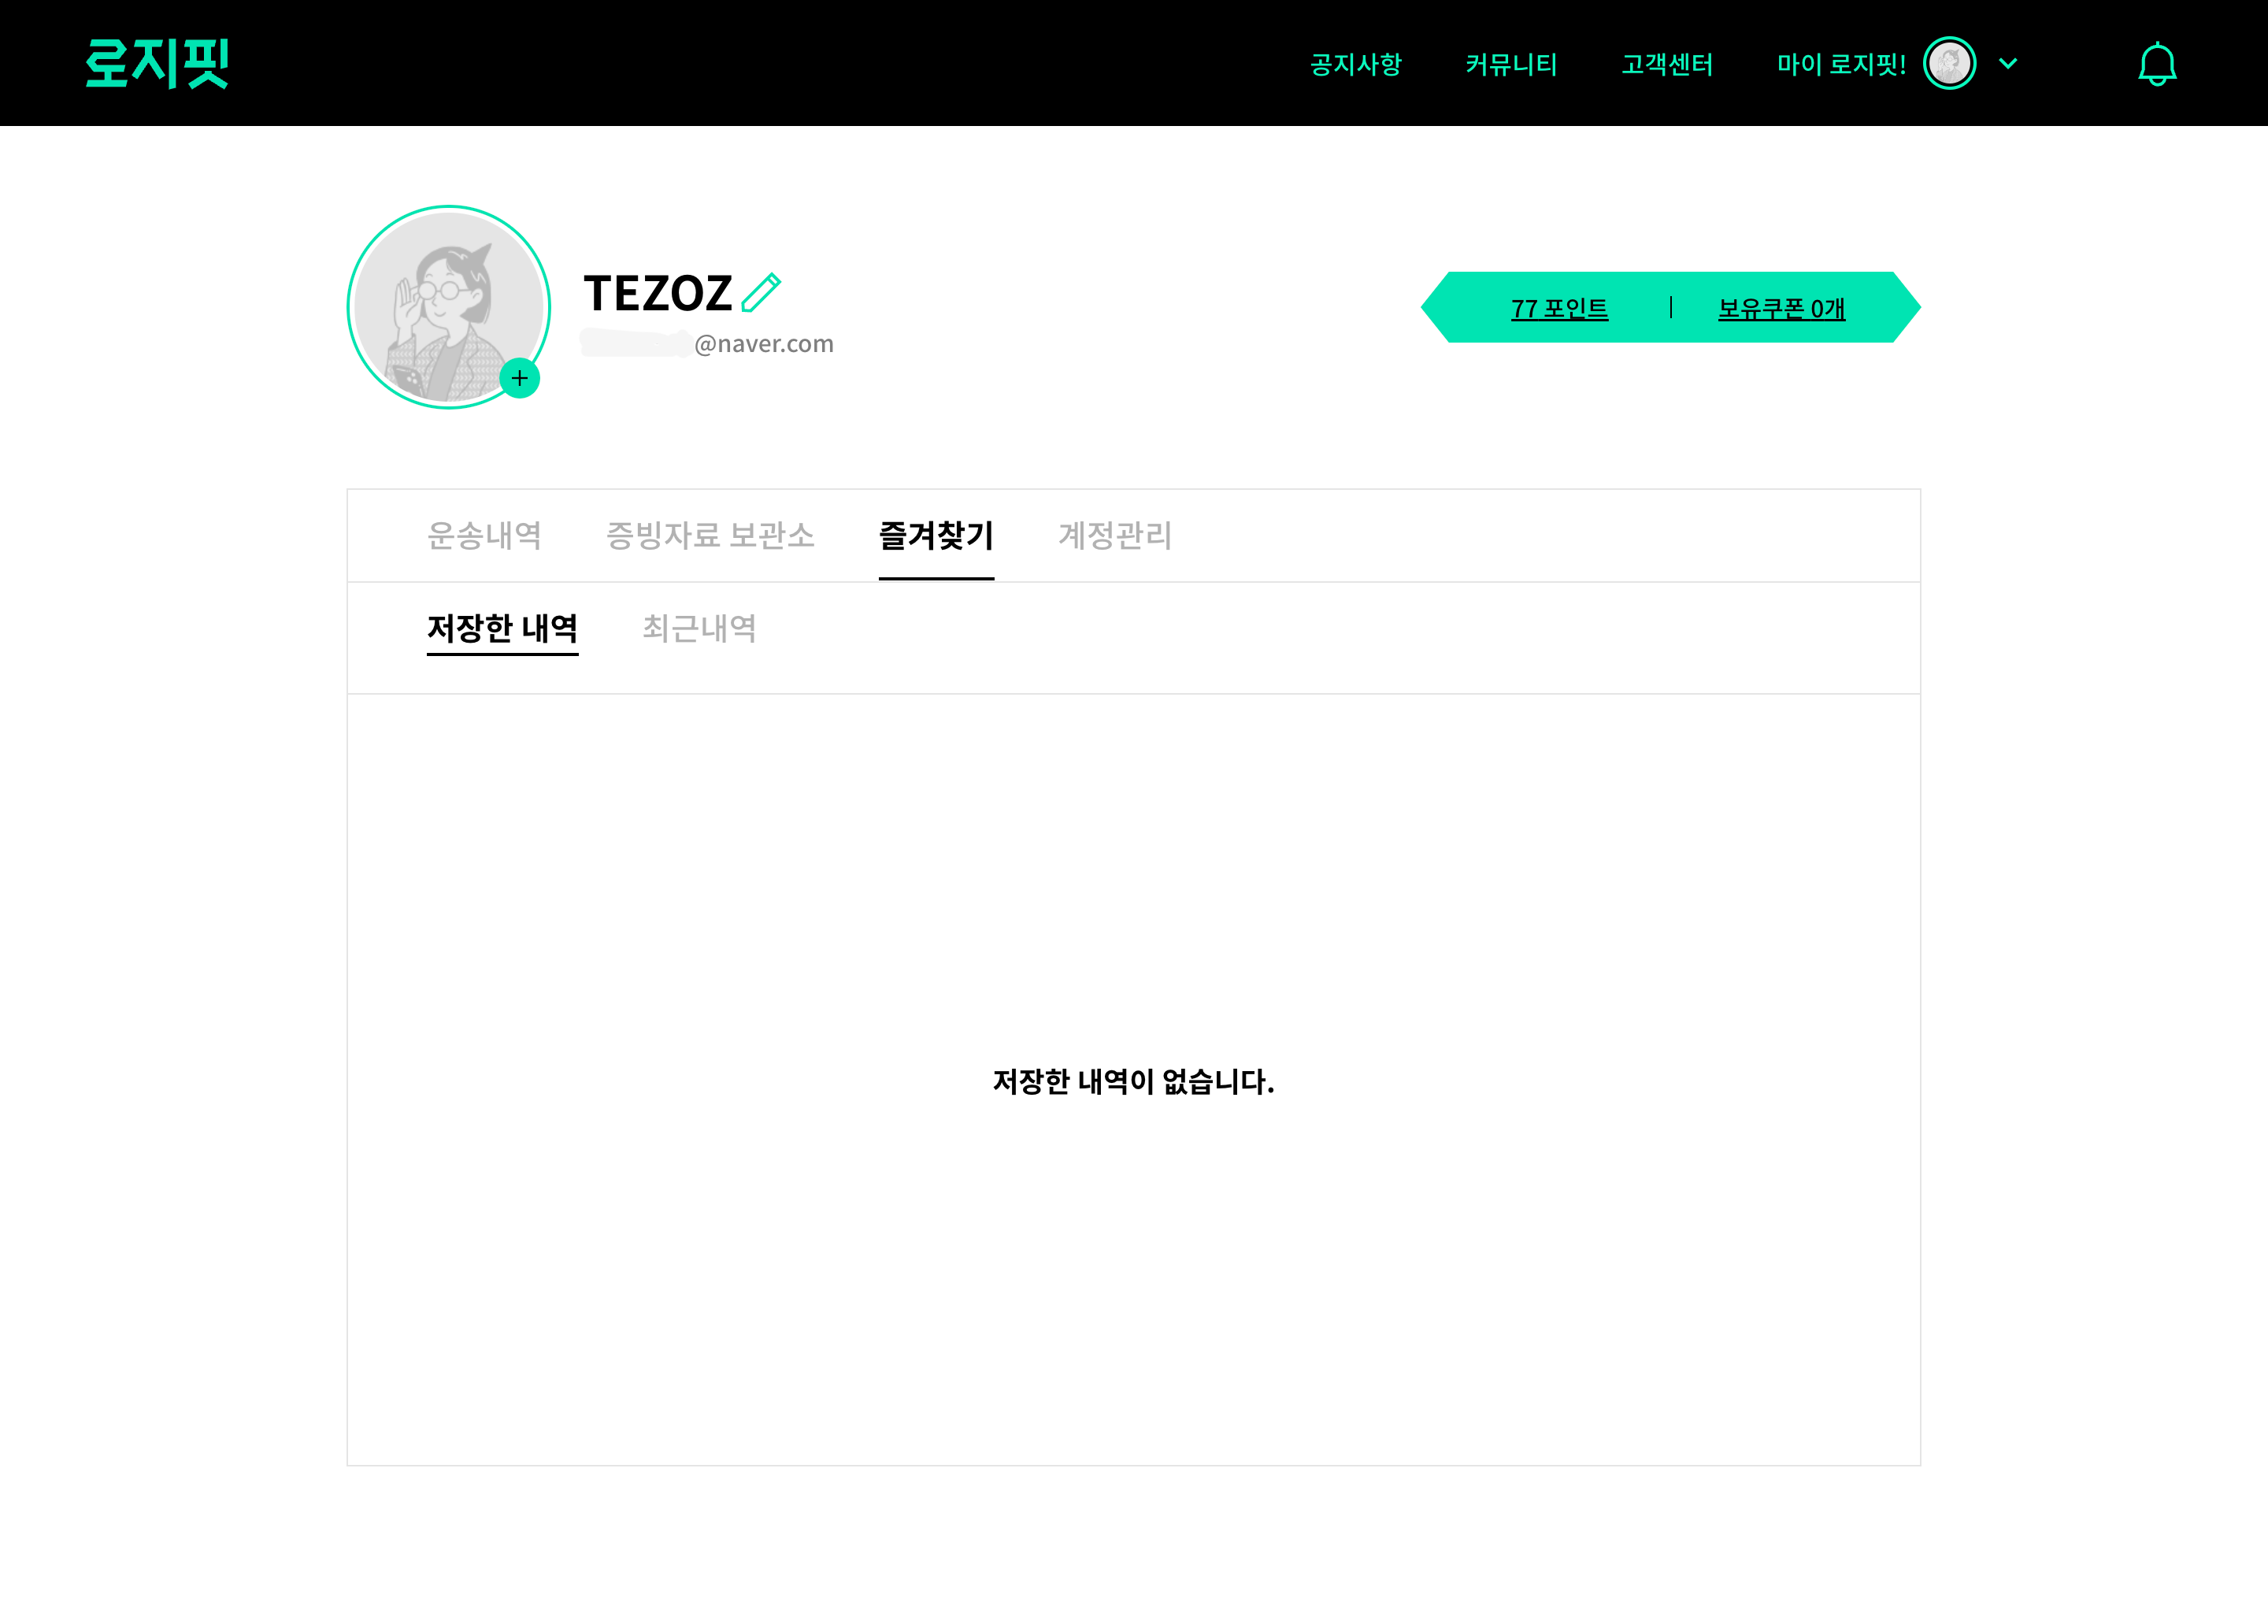 로지핏
공지사항 커뮤니티 고객센터 마이 로지핏!
TEZOZ
@naver.com
77 포인트 | 보유쿠폰 0개
운송내역 증빙자료 보관소 즐겨찾기 계정관리
저장한 내역 최근내역
저장한 내역이 없습니다.